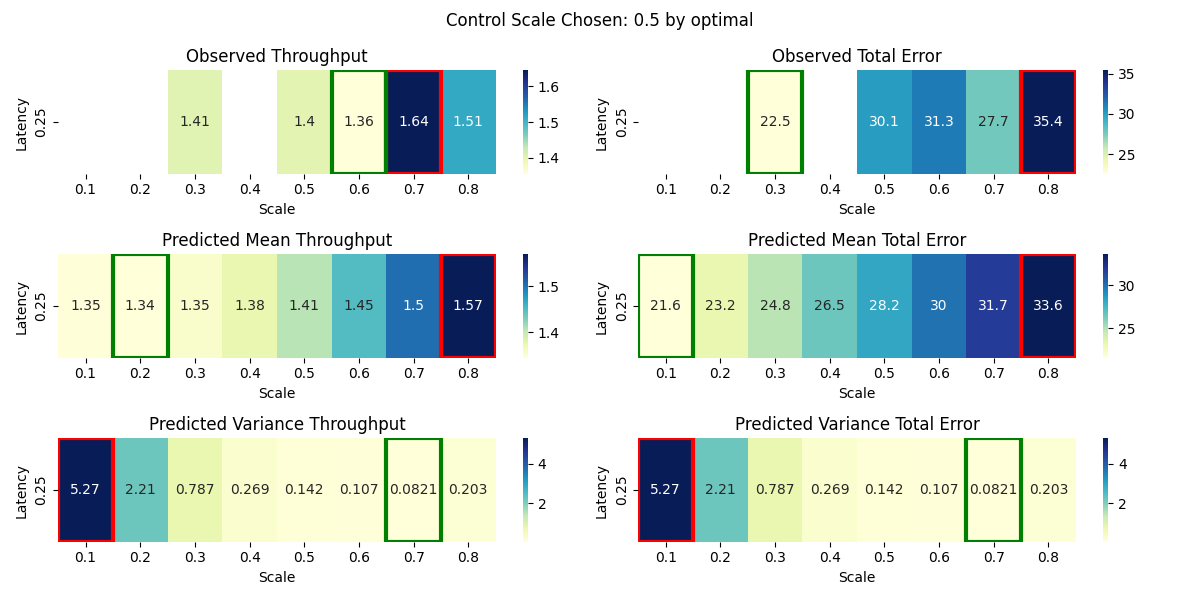 Control Scale Chosen: 0.5 by optimal
Observed Throughput
Latency
0.25
1.41 1.4 1.36 1.64 1.51
0.1 0.2 0.3 0.4 0.5 0.6 0.7 0.8
Scale
1.6
1.5
1.4
Observed Total Error
Latency
0.25
22.5 30.1 31.3 27.7 35.4
0.1 0.2 0.3 0.4 0.5 0.6 0.7 0.8
Scale
35
30
25
Predicted Mean Throughput
Latency
0.25
1.35 1.34 1.35 1.38 1.41 1.45 1.5 1.57
0.1 0.2 0.3 0.4 0.5 0.6 0.7 0.8
Scale
1.5
1.4
Predicted Mean Total Error
Latency
0.25
21.6 23.2 24.8 26.5 28.2 30 31.7 33.6
0.1 0.2 0.3 0.4 0.5 0.6 0.7 0.8
Scale
30
25
Predicted Variance Throughput
Latency
0.25
5.27 2.21 0.787 0.269 0.142 0.107 0.0821 0.203
0.1 0.2 0.3 0.4 0.5 0.6 0.7 0.8
Scale
4
2
Predicted Variance Total Error
Latency
0.25
5.27 2.21 0.787 0.269 0.142 0.107 0.0821 0.203
0.1 0.2 0.3 0.4 0.5 0.6 0.7 0.8
Scale
4
2